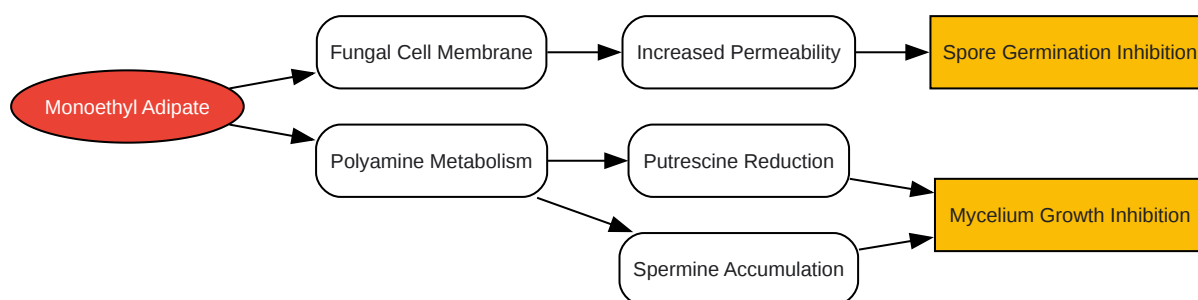 Fungal Cell Membrane
Increased Permeability
Spore Germination Inhibition
Monoethyl Adipate
Polyamine Metabolism
Putrescine Reduction
Mycelium Growth Inhibition
Spermine Accumulation